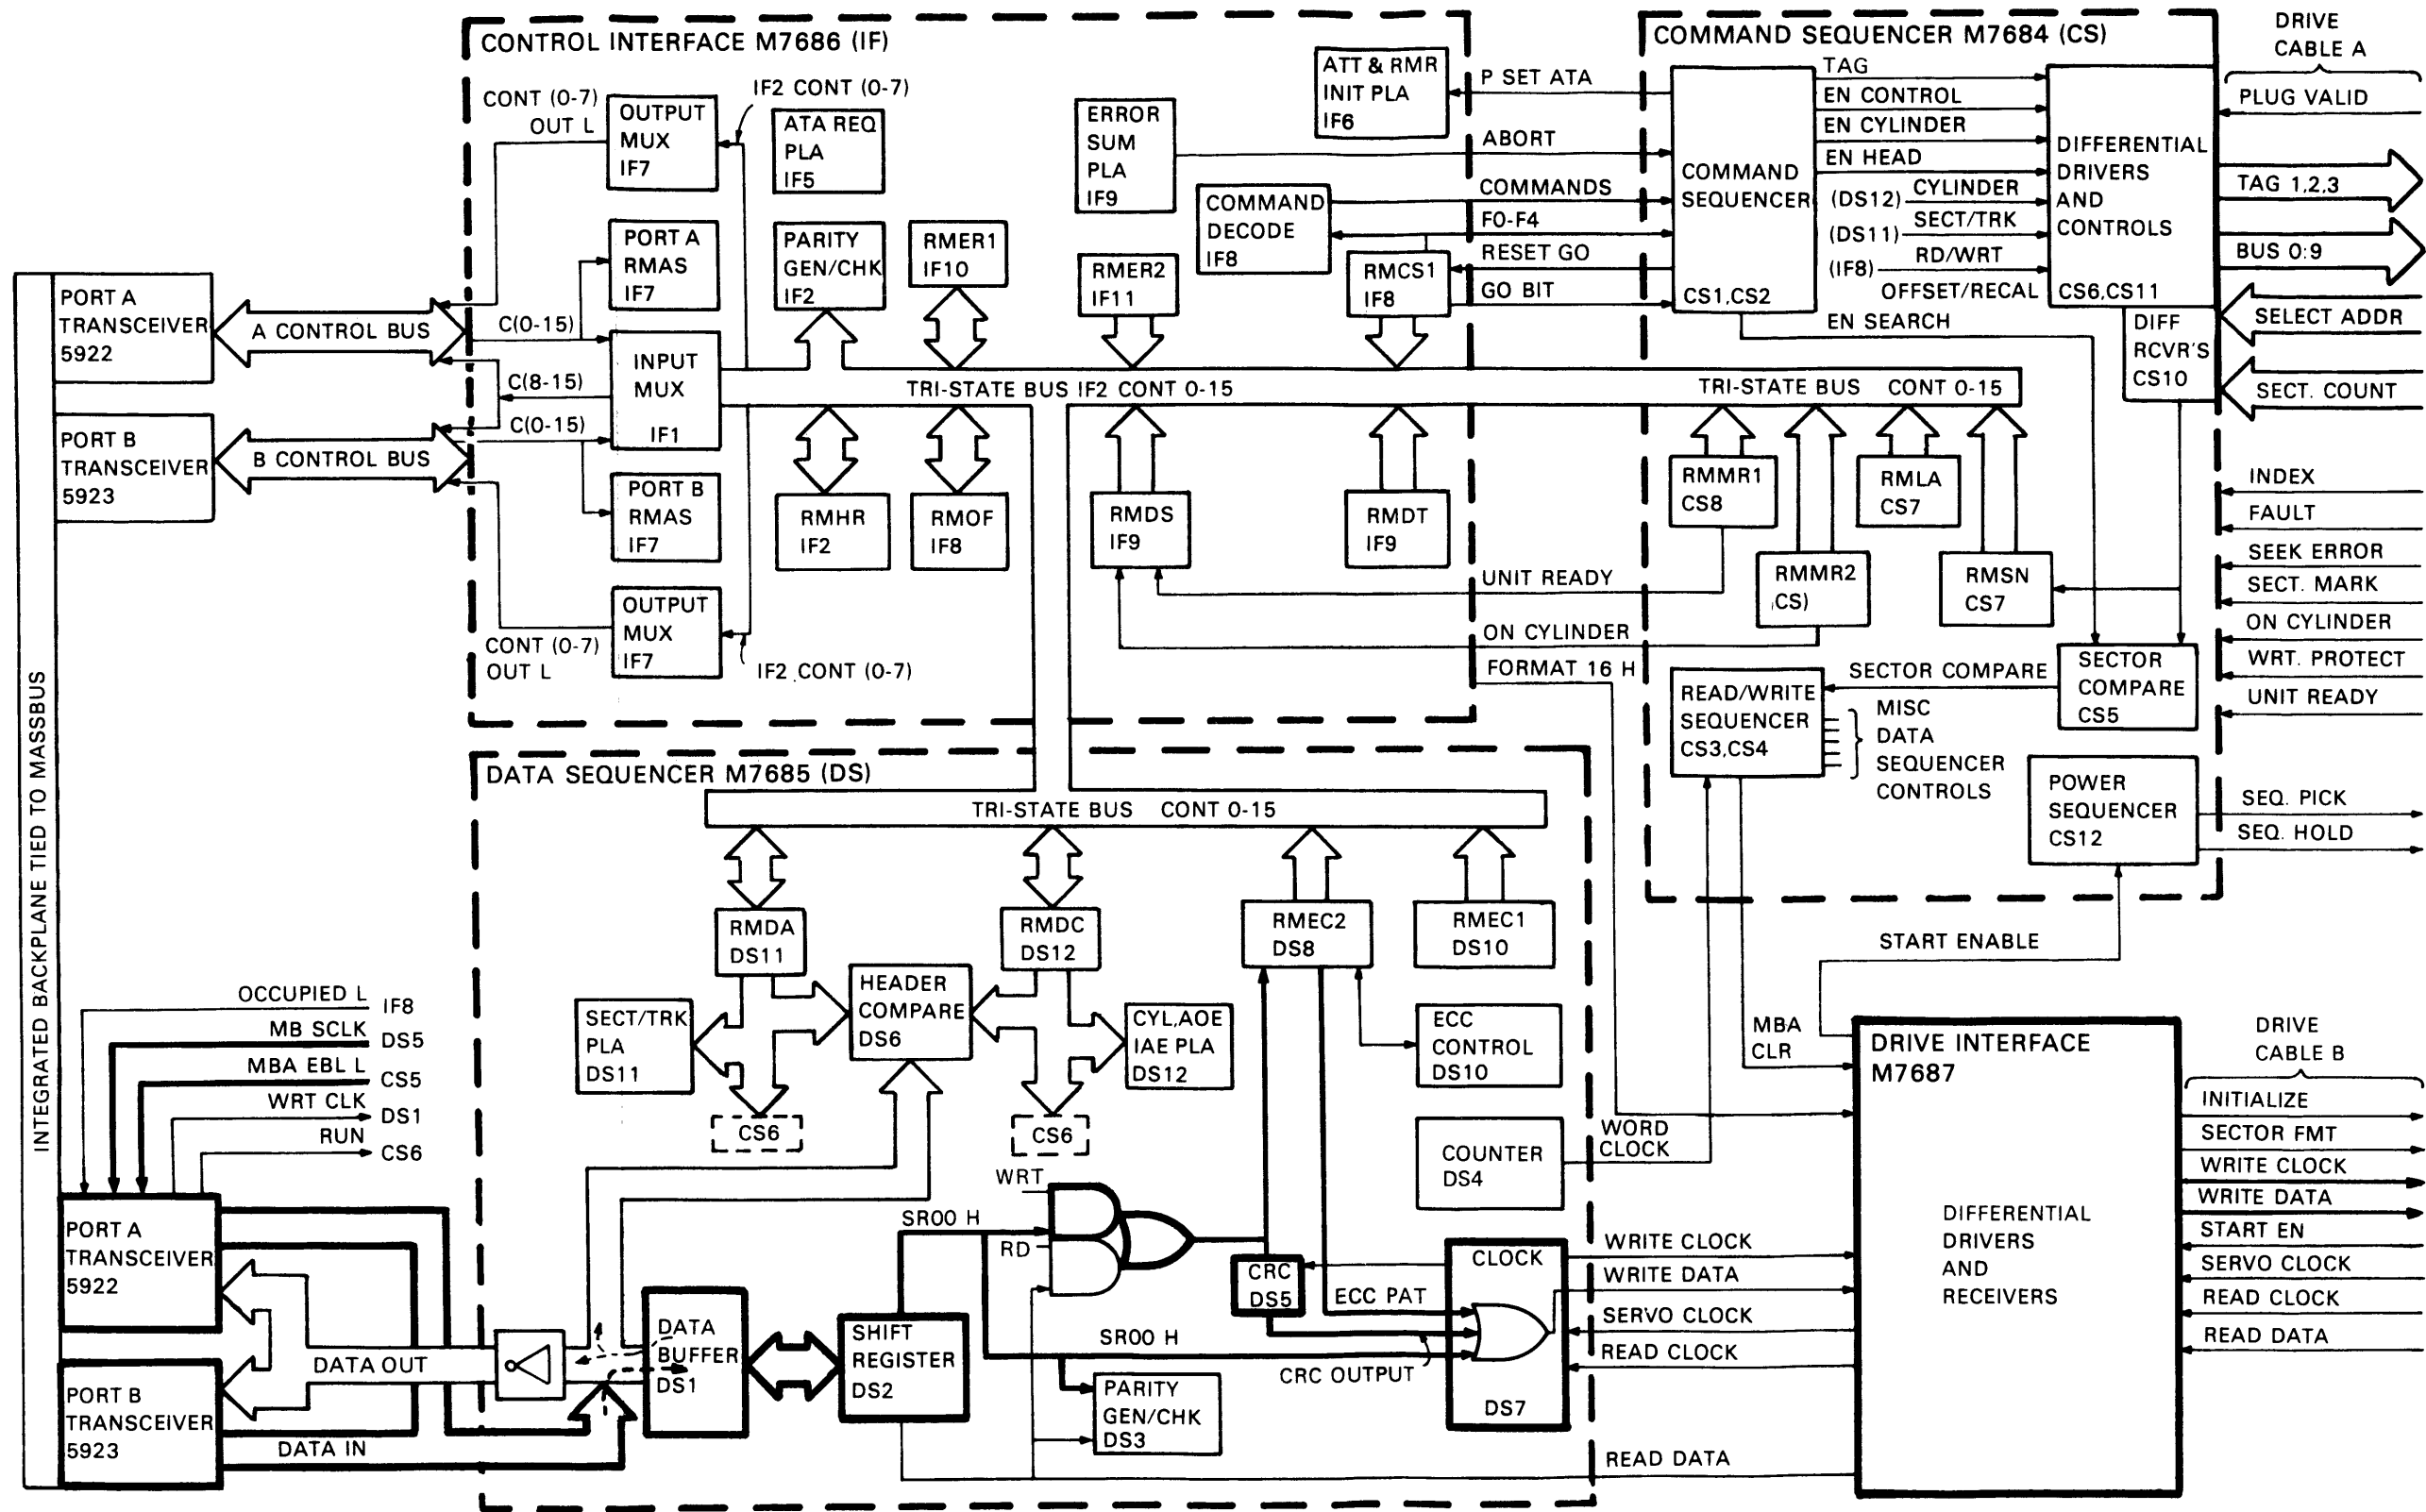 CONTROL INTERFACE M7686 (IF)
CONT (0-7)
OUT L
OUTPUT
MUX
IF7
IF2 CONT (0-7)
ATA REQ
PLA
IF5
ERROR
SUM
PLA
IF9
ATT & RMR
INIT PLA
IF6
P SET ATA
ABORT
COMMANDS
F0-F4
RESET GO
GO BIT
COMMAND
DECODE
IF8
RMCS1
IF8
PORT A
RMAS
IF7
PARITY
GEN/CHK
IF2
RMER1
IF10
RMER2
IF11
PORT A
TRANSCEIVER
5922
A CONTROL BUS
C(0-15)
INPUT
MUX
IF1
C(8-15)
C(0-15)
TRI-STATE BUS IF2 CONT 0-15
PORT B
TRANSCEIVER
5923
B CONTROL BUS
PORT B
RMAS
IF7
RMHR
IF2
RMOF
IF8
RMDS
IF9
RMDT
IF9
OUTPUT
MUX
IF7
CONT (0-7)
OUT L
IF2 CONT (0-7)
UNIT READY
ON CYLINDER
FORMAT 16 H
COMMAND SEQUENCER M7684 (CS)
COMMAND
SEQUENCER
CS1,CS2
TAG
EN CONTROL
EN CYLINDER
EN HEAD
CYLINDER
(DS12)
SECT/TRK
(DS11)
RD/WRT
(IF8)
OFFSET/RECAL
EN SEARCH
DIFFERENTIAL
DRIVERS
AND
CONTROLS
CS6,CS11
DIFF
RCVR'S
CS10
DRIVE
CABLE A
PLUG VALID
TAG 1,2,3
BUS 0:9
SELECT ADDR
SECT. COUNT
INDEX
FAULT
SEEK ERROR
SECT. MARK
ON CYLINDER
WRT. PROTECT
UNIT READY
TRI-STATE BUS CONT 0-15
RMMR1
CS8
RMLA
CS7
RMMR2
(CS)
RMSN
CS7
READ/WRITE
SEQUENCER
CS3,CS4
SECTOR COMPARE
SECTOR
COMPARE
CS5
MISC
DATA
SEQUENCER
CONTROLS
POWER
SEQUENCER
CS12
SEQ. PICK
SEQ. HOLD
START ENABLE
INTEGRATED BACKPLANE TIED TO MASSBUS
DATA SEQUENCER M7685 (DS)
TRI-STATE BUS CONT 0-15
RMDA
DS11
RMDC
DS12
RMEC2
DS8
RMEC1
DS10
SECT/TRK
PLA
DS11
HEADER
COMPARE
DS6
CYL,AOE
IAE PLA
DS12
ECC
CONTROL
DS10
CS6
CS6
COUNTER
DS4
WORD
CLOCK
MBA
CLR
OCCUPIED L IF8
MB SCLK DS5
MBA EBL L CS5
WRT CLK DS1
RUN CS6
PORT A
TRANSCEIVER
5922
PORT B
TRANSCEIVER
5923
DATA OUT
DATA IN
DATA
BUFFER
DS1
SHIFT
REGISTER
DS2
SR00 H
WRT
RD
SR00 H
PARITY
GEN/CHK
DS3
CRC
DS5
ECC PAT
CRC OUTPUT
CLOCK
DS7
WRITE CLOCK
WRITE DATA
SERVO CLOCK
READ CLOCK
READ DATA
DRIVE INTERFACE
M7687
DIFFERENTIAL
DRIVERS
AND
RECEIVERS
DRIVE
CABLE B
INITIALIZE
SECTOR FMT
WRITE CLOCK
WRITE DATA
START EN
SERVO CLOCK
READ CLOCK
READ DATA